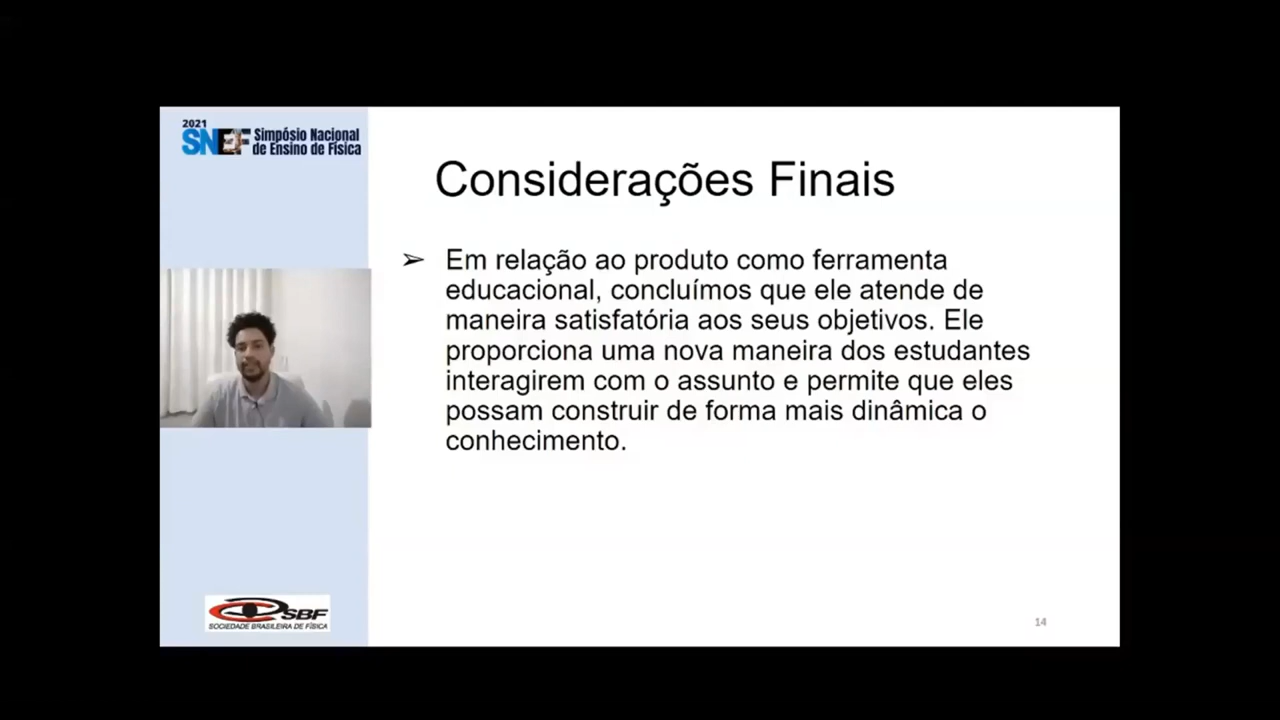 2021
SNEF
Simpósio Nacional
de Ensino de Física
Considerações Finais
➢ Em relação ao produto como ferramenta
educacional, concluímos que ele atende de
maneira satisfatória aos seus objetivos. Ele
proporciona uma nova maneira dos estudantes
interagirem com o assunto e permite que eles
possam construir de forma mais dinâmica o
conhecimento.
SBF
SOCIEDADE BRASILEIRA DE FÍSICA
14